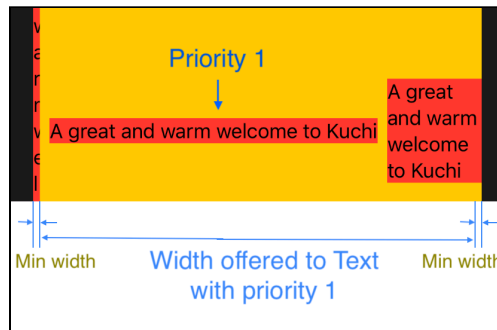 Priority 1
A great and warm welcome to Kuchi
A great
and warm
welcome
to Kuchi
Min width
Width offered to Text
with priority 1
Min width